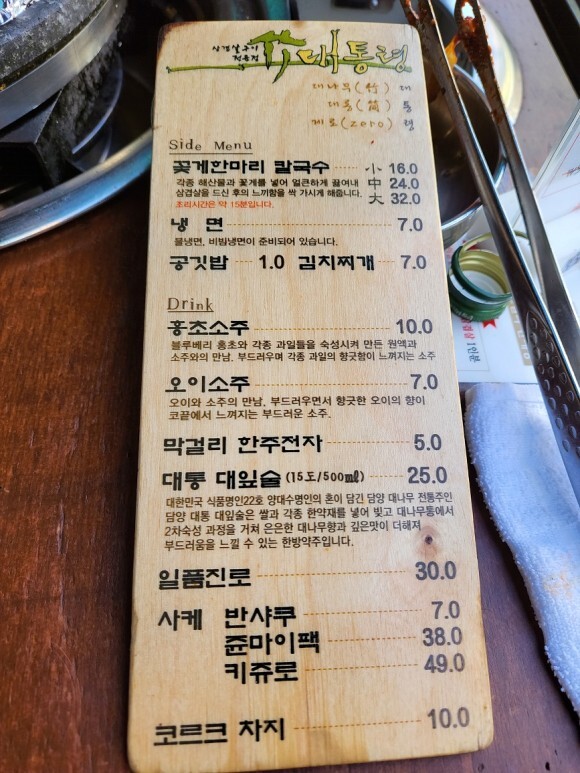 삼겹살구이
전문점
竹 대통령
대나무(竹) 대
대롱(筒) 통
제로(zero) 령
Side Menu
꽃게한마리 칼국수 小 16.0
각종 해산물과 꽃게를 넣어 얼큰하게 끓여내 中 24.0
삼겹살을 드신 후의 느끼함을 싹 가시게 해줍니다. 大 32.0
조리시간은 약 15분입니다.
냉 면 7.0
물냉면, 비빔냉면이 준비되어 있습니다.
공깃밥 1.0 김치찌개 7.0
Drink
홍초소주 10.0
블루베리 홍초와 각종 과일들을 숙성시켜 만든 원액과
소주와의 만남. 부드러우며 각종 과일의 향긋함이 느껴지는 소주
오이소주 7.0
오이와 소주의 만남. 부드러우면서 향긋한 오이의 향이
코끝에서 느껴지는 부드러운 소주.
막걸리 한주전자 5.0
대통 대잎술 (15도/500㎖) 25.0
대한민국 식품명인22호 양대수명인의 혼이 담긴 담양 대나무 전통주인
담양 대통 대잎술은 쌀과 각종 한약재를 넣어 빚고 대나무통에서
2차숙성 과정을 거쳐 은은한 대나무향과 깊은맛이 더해져
부드러움을 느낄 수 있는 한방약주입니다.
일품진로 30.0
사케 반샤쿠 7.0
쥰마이팩 38.0
키쥬로 49.0
코르크 차지 10.0